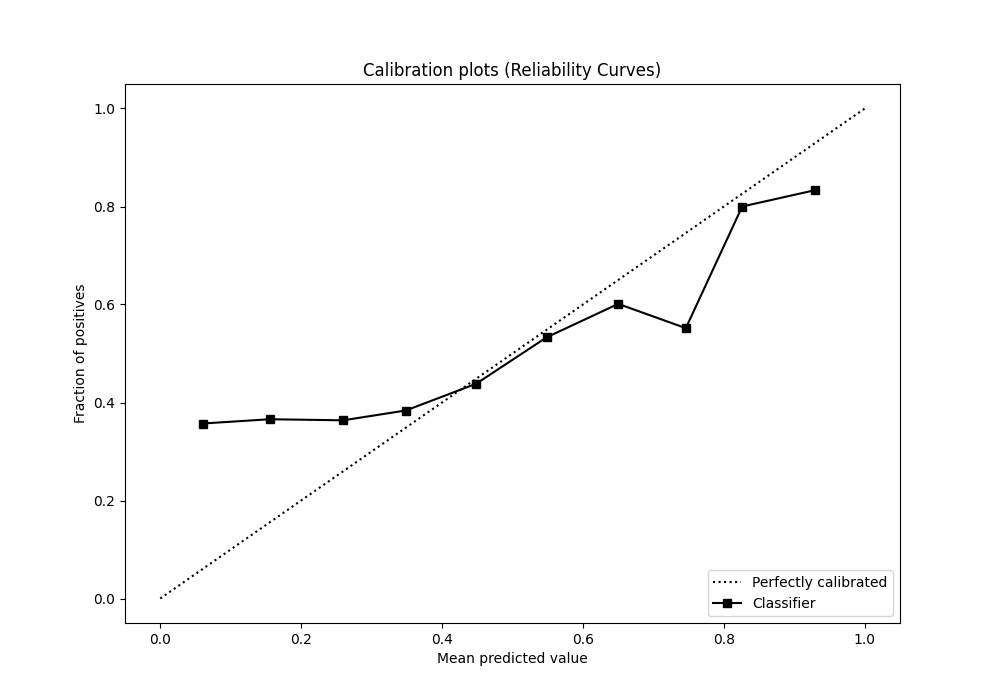 Calibration plots (Reliability Curves)
1.0
0.8
0.6
0.4
0.2
0.0
Fraction of positives
0.0 0.2 0.4 0.6 0.8 1.0
Mean predicted value
Perfectly calibrated
Classifier